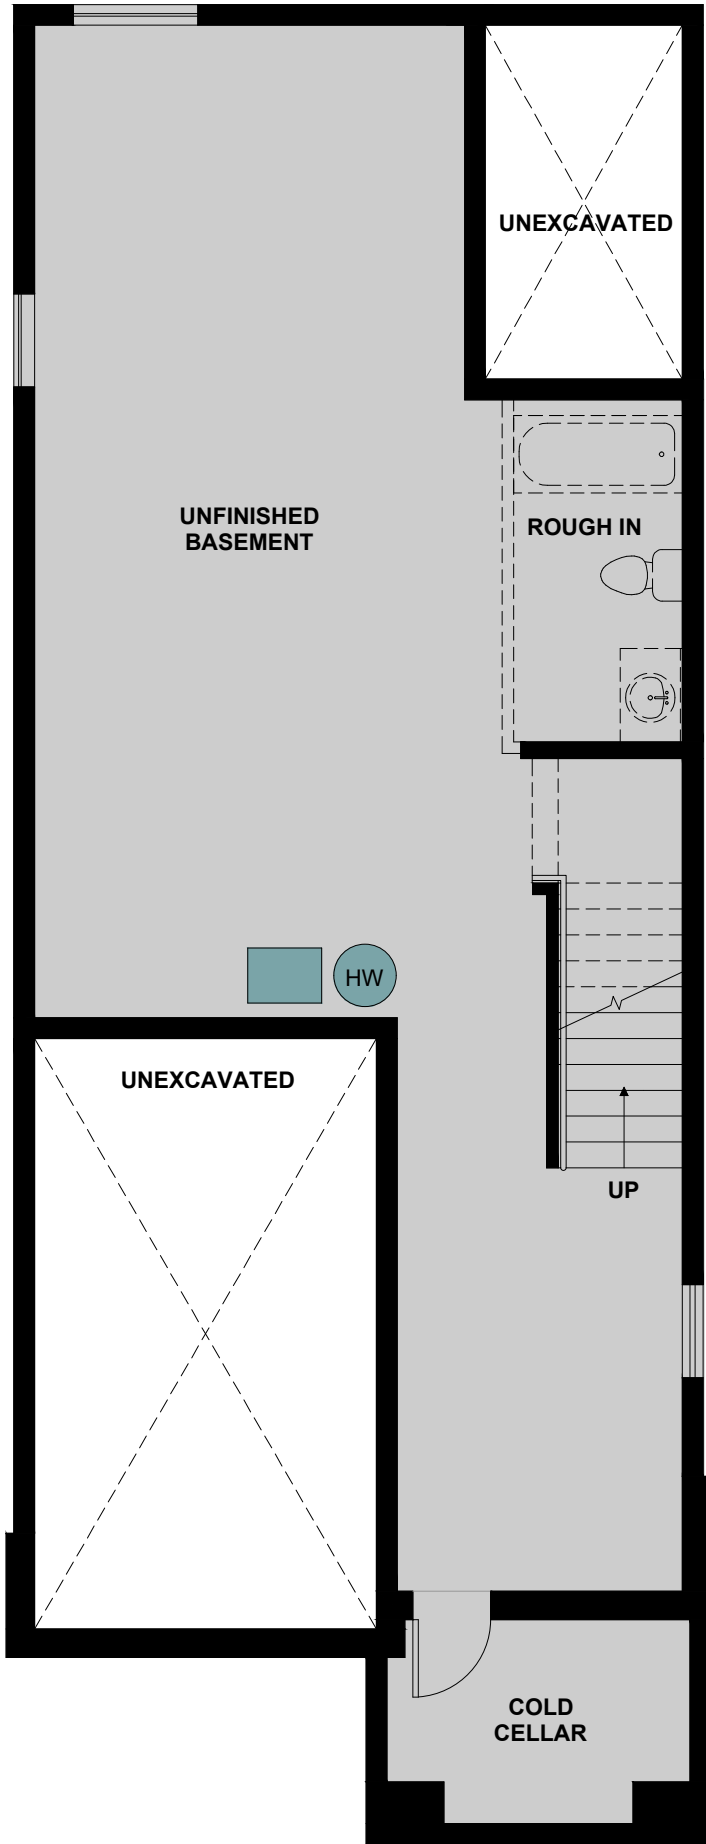 UNEXCAVATED
UNFINISHED
BASEMENT
ROUGH IN
HW
UNEXCAVATED
UP
COLD
CELLAR